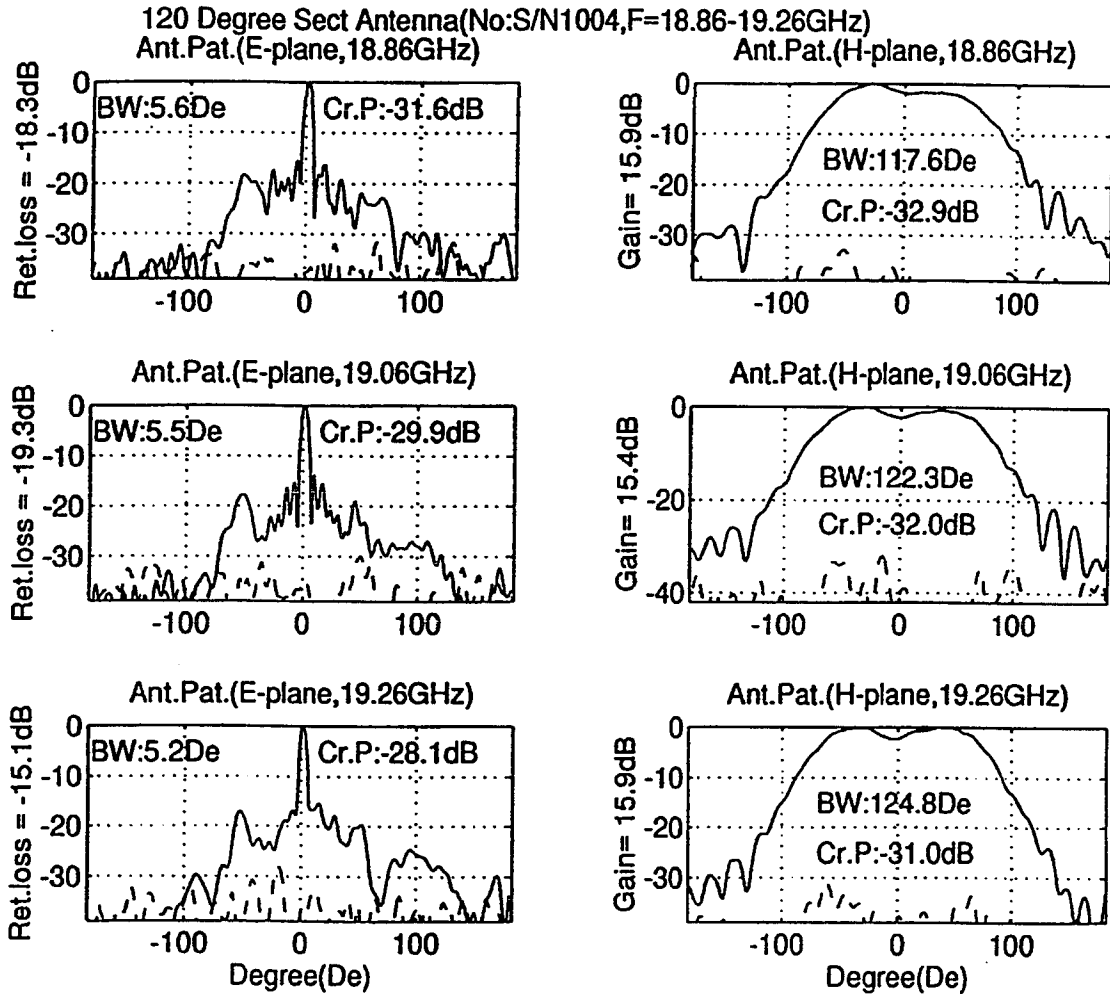 120 Degree Sect Antenna(No:S/N1004,F=18.86-19.26GHz)
Ant.Pat.(E-plane,18.86GHz)
Ret.loss = -18.3dB
0
-10
-20
-30
BW:5.6De
Cr.P:-31.6dB
-100
0
100
Ant.Pat.(H-plane,18.86GHz)
Gain= 15.9dB
0
-10
-20
-30
BW:117.6De
Cr.P:-32.9dB
-100
0
100
Ant.Pat.(E-plane,19.06GHz)
Ret.loss = -19.3dB
0
-10
-20
-30
BW:5.5De
Cr.P:-29.9dB
-100
0
100
Ant.Pat.(H-plane,19.06GHz)
Gain= 15.4dB
0
-20
-40
BW:122.3De
Cr.P:-32.0dB
-100
0
100
Ant.Pat.(E-plane,19.26GHz)
Ret.loss = -15.1dB
0
-10
-20
-30
BW:5.2De
Cr.P:-28.1dB
-100
0
100
Degree(De)
Ant.Pat.(H-plane,19.26GHz)
Gain= 15.9dB
0
-10
-20
-30
BW:124.8De
Cr.P:-31.0dB
-100
0
100
Degree(De)